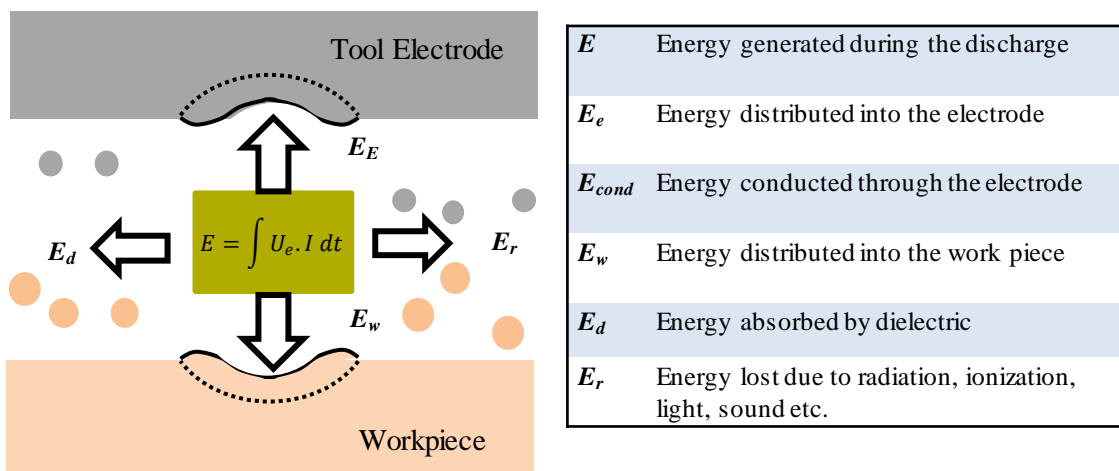 Tool Electrode
E_E
E = ∫ U_e. I dt
E_d
E_r
E_w
Workpiece
E Energy generated during the discharge
E_e Energy distributed into the electrode
E_cond Energy conducted through the electrode
E_w Energy distributed into the work piece
E_d Energy absorbed by dielectric
E_r Energy lost due to radiation, ionization,
light, sound etc.